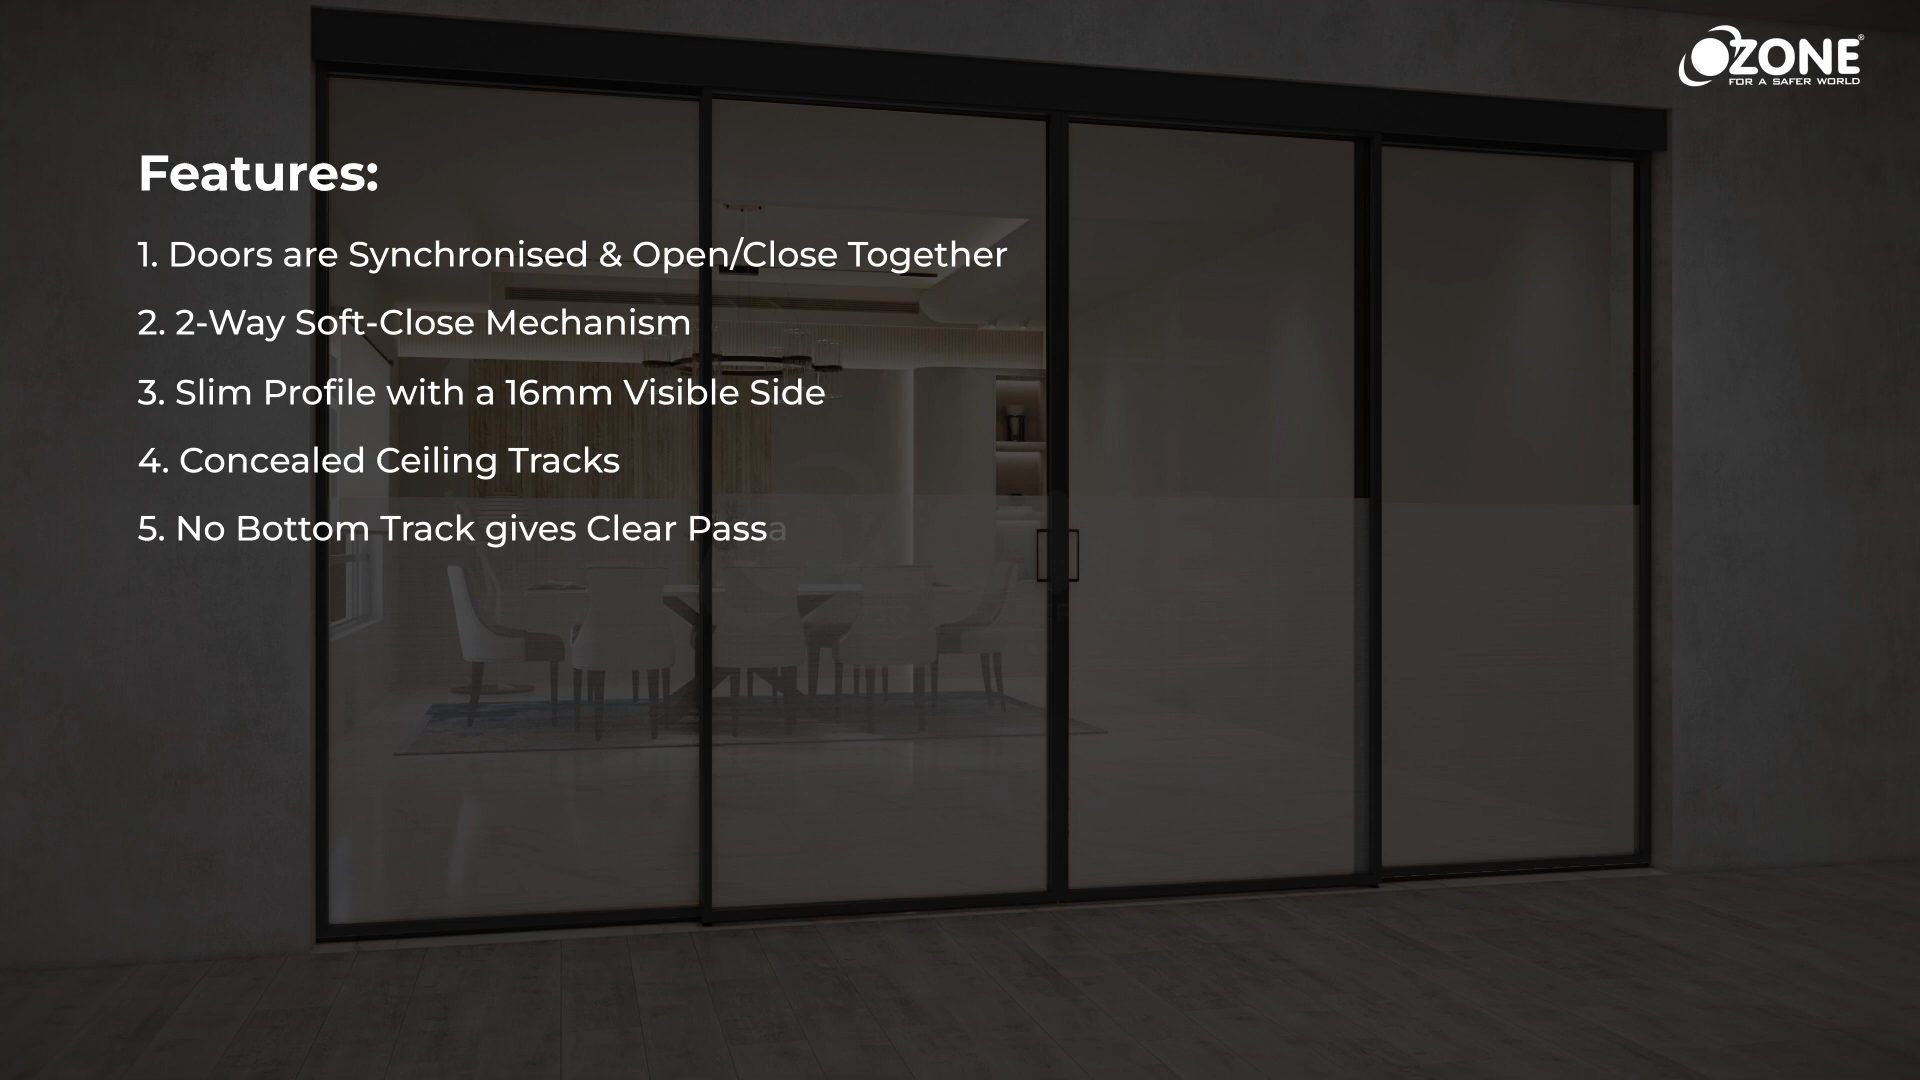 OZONE®
FOR A SAFER WORLD
Features:
1. Doors are Synchronised & Open/Close Together
2. 2-Way Soft-Close Mechanism
3. Slim Profile with a 16mm Visible Side
4. Concealed Ceiling Tracks
5. No Bottom Track gives Clear Passa